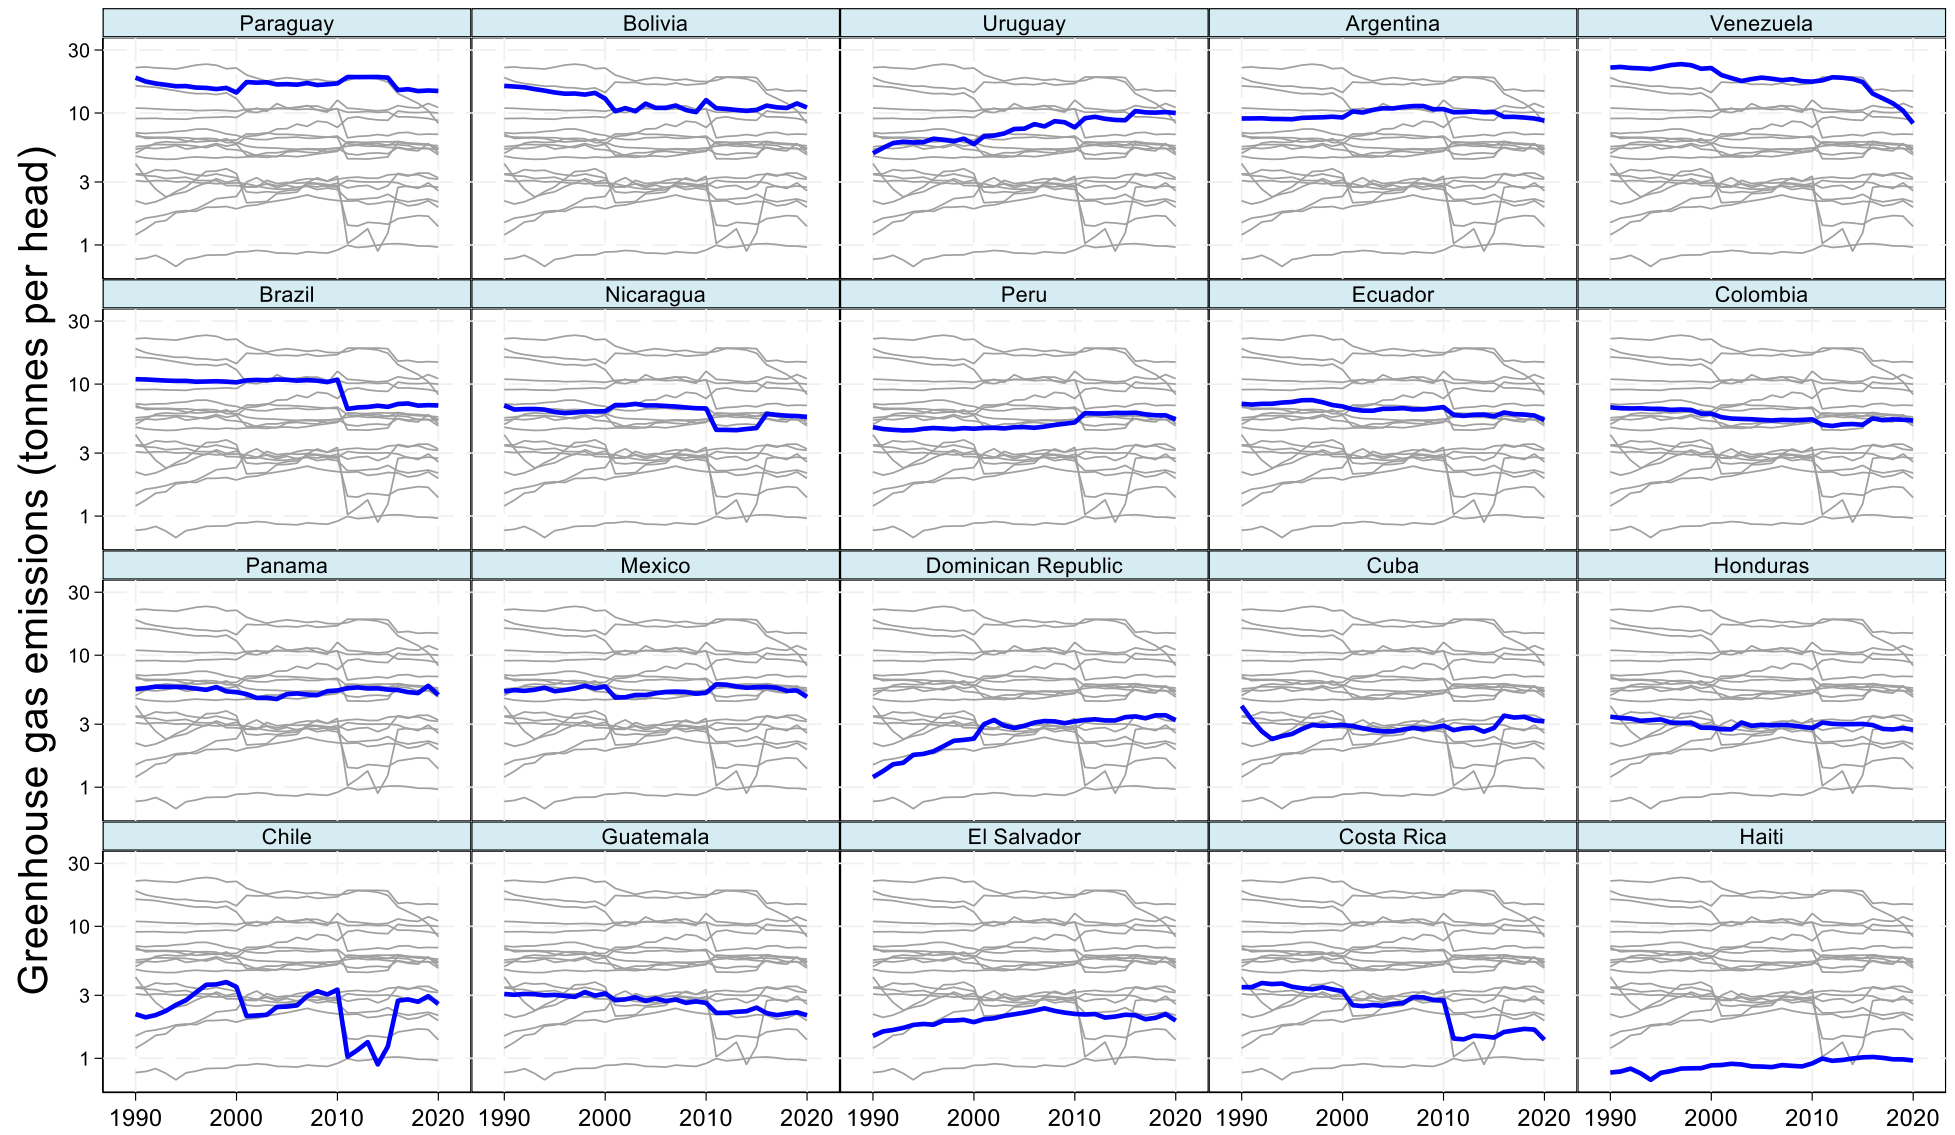 Greenhouse gas emissions (tonnes per head)
Paraguay Bolivia Uruguay Argentina Venezuela
30
10
3
1
Brazil Nicaragua Peru Ecuador Colombia
30
10
3
1
Panama Mexico Dominican Republic Cuba Honduras
30
10
3
1
Chile Guatemala El Salvador Costa Rica Haiti
30
10
3
1
1990 2000 2010 2020 1990 2000 2010 2020 1990 2000 2010 2020 1990 2000 2010 2020 1990 2000 2010 2020